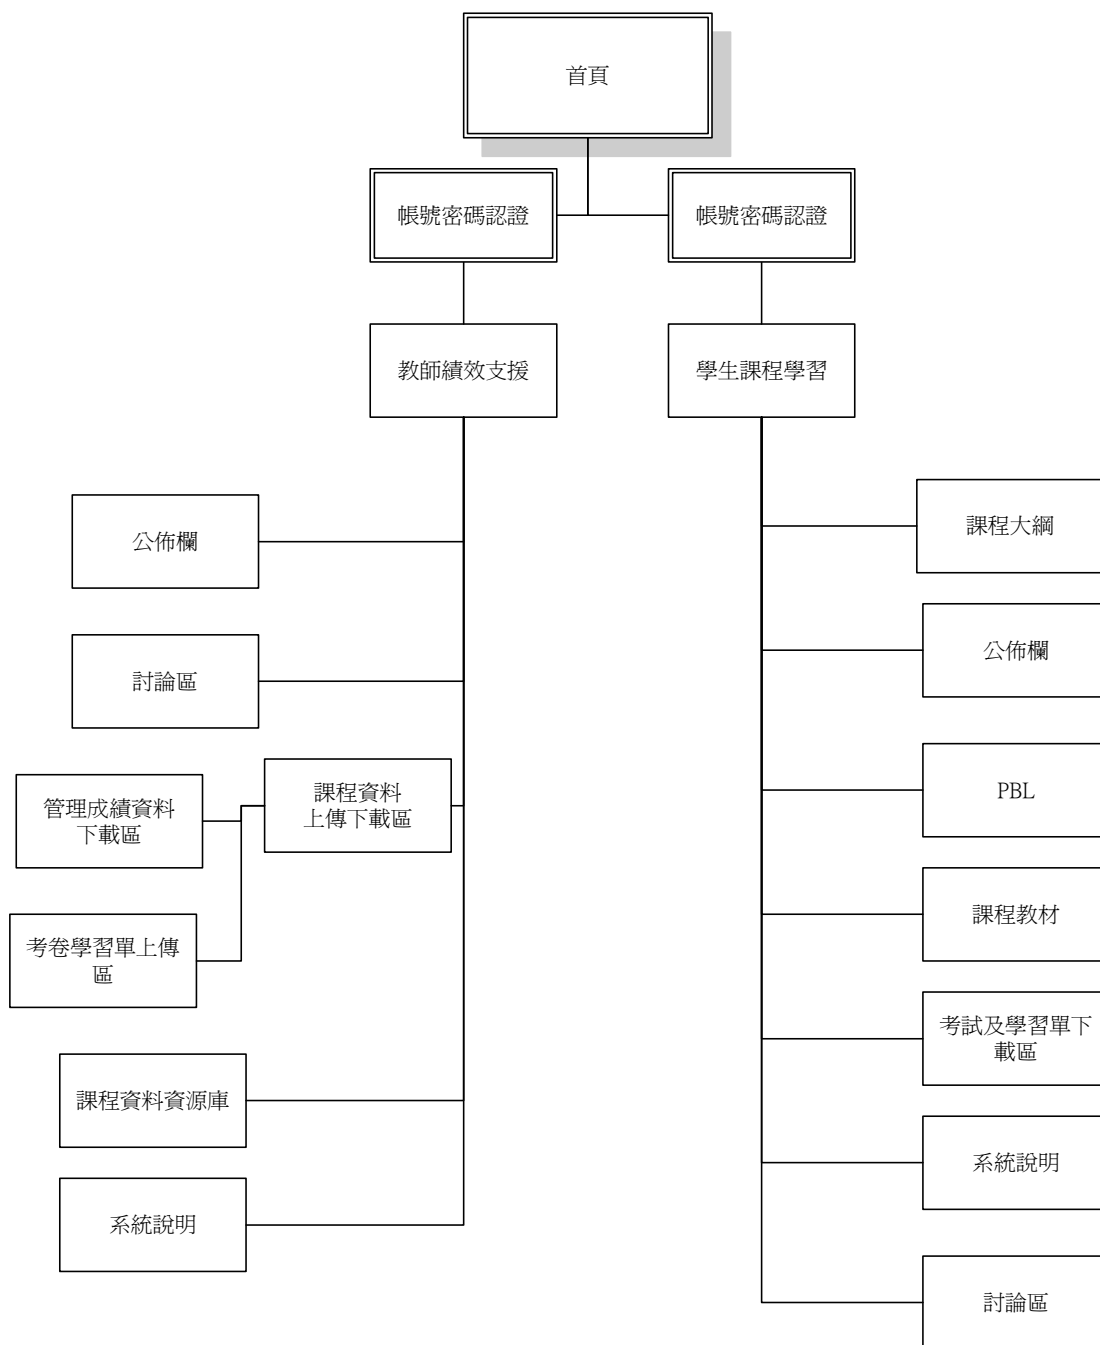 首頁
帳號密碼認證
帳號密碼認證
教師績效支援
學生課程學習
公佈欄
討論區
管理成績資料
下載區
課程資料
上傳下載區
考卷學習單上傳
區
課程資料資源庫
系統說明
課程大綱
公佈欄
PBL
課程教材
考試及學習單下
載區
系統說明
討論區